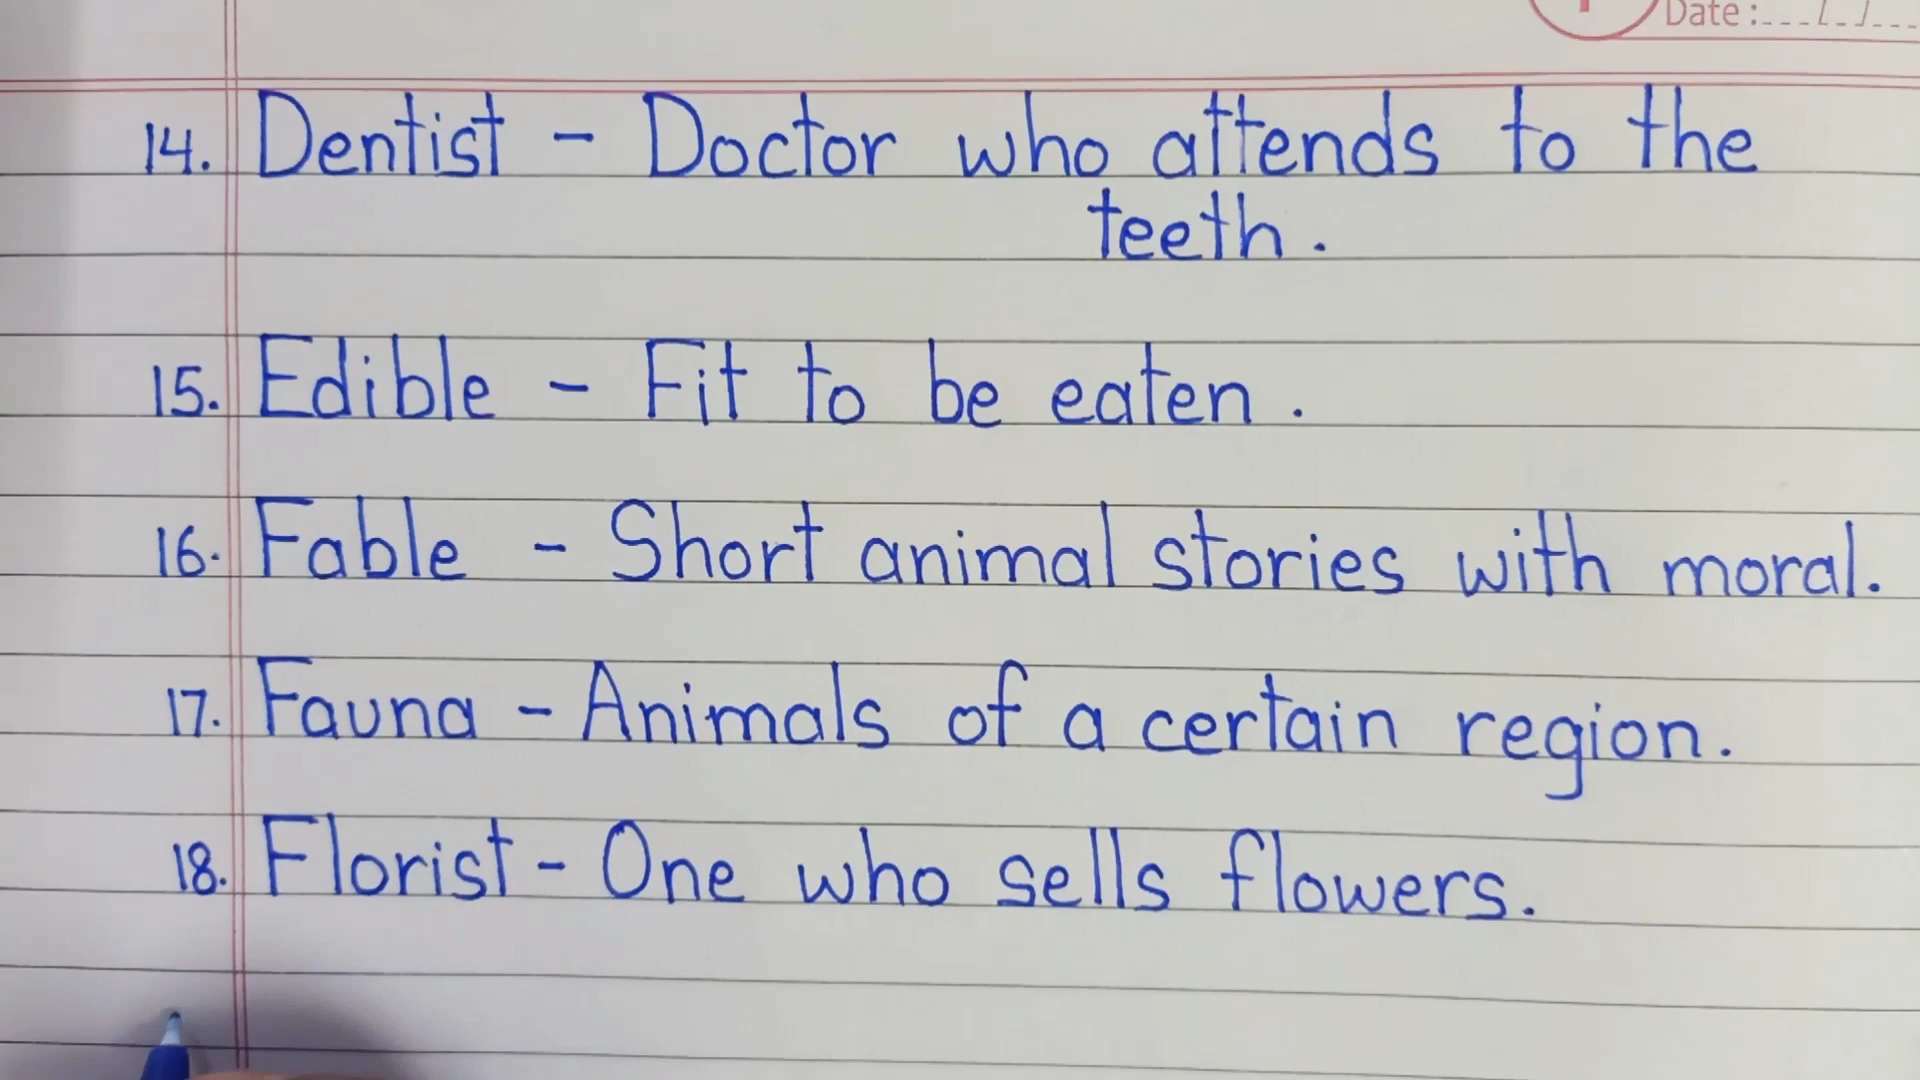 Date :---/--/---
14. Dentist - Doctor who attends to the
teeth.
15. Edible - Fit to be eaten.
16. Fable - Short animal stories with moral.
17. Fauna - Animals of a certain region.
18. Florist - One who sells flowers.